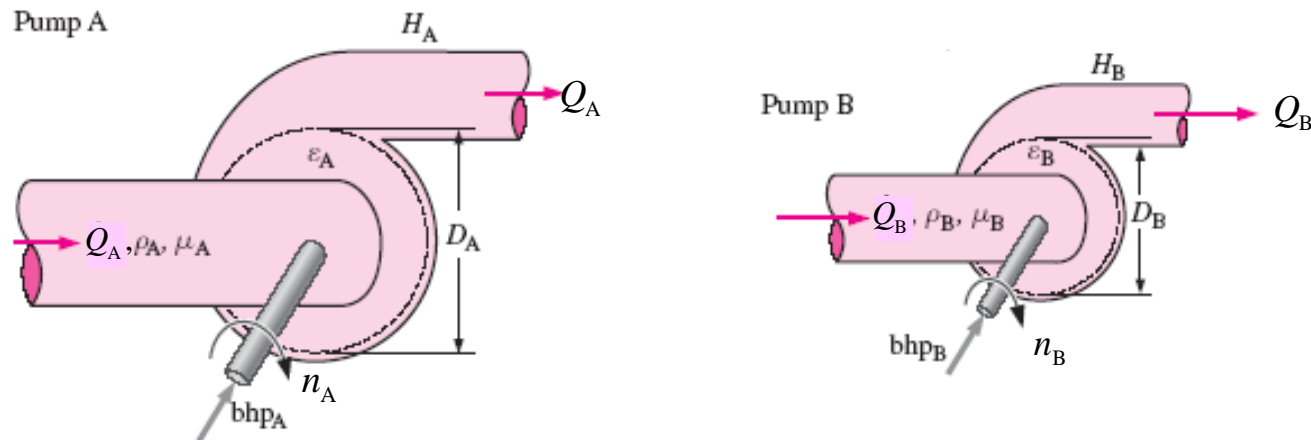 Pump A
H_A
Q_A
ε_A
Q_A, ρ_A, μ_A
D_A
n_A
bhp_A
Pump B
H_B
Q_B
ε_B
Q_B, ρ_B, μ_B
D_B
n_B
bhp_B